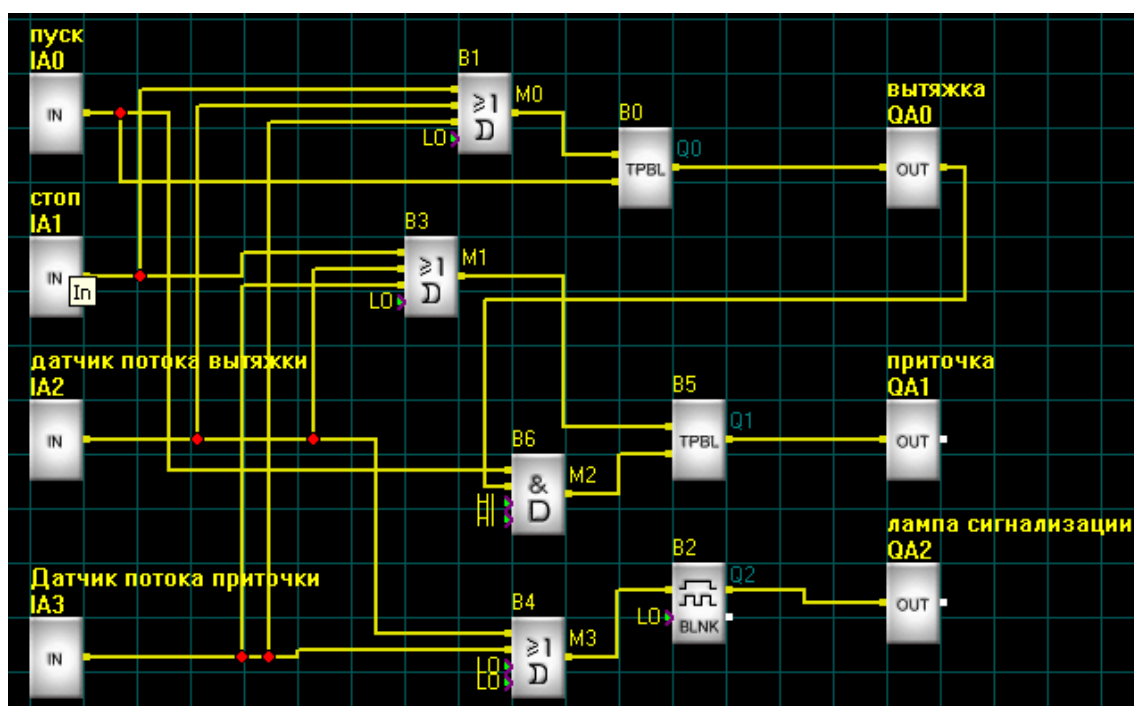 пуск
IA0
IN
B1
≥1
M0
LO
B0
TPBL
Q0
вытяжка
QA0
OUT
стоп
IA1
IN
In
B3
≥1
M1
LO
датчик потока вытяжки
IA2
IN
B5
TPBL
Q1
приточка
QA1
OUT
B6
&
M2
HI
HI
Датчик потока приточки
IA3
IN
B4
≥1
M3
LO
LO
B2
LO
BLNK
Q2
лампа сигнализации
QA2
OUT